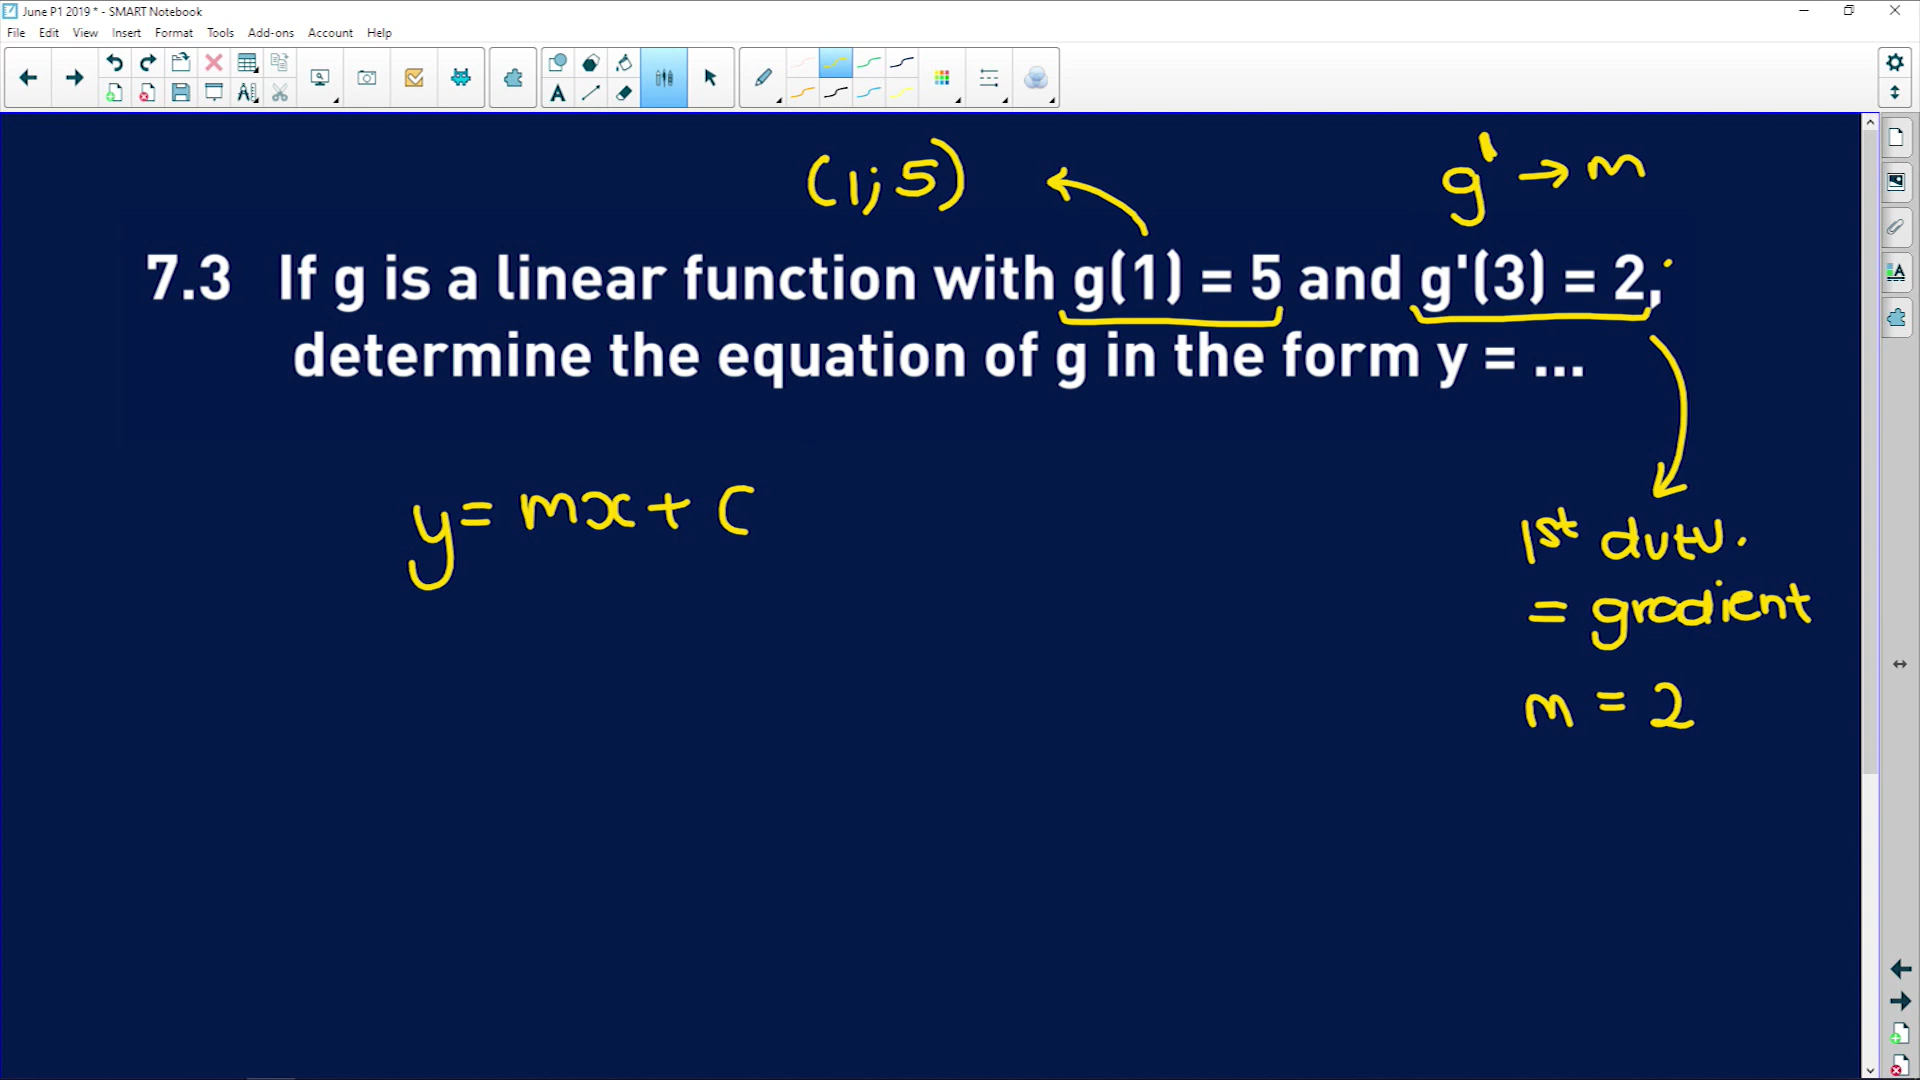 June P1 2019 * - SMART Notebook
File Edit View Insert Format Tools Add-ons Account Help
(1; 5)
g' → m
7.3 If g is a linear function with g(1) = 5 and g'(3) = 2,
determine the equation of g in the form y = ...
y = mx + c
1st dvtv.
= gradient
m = 2